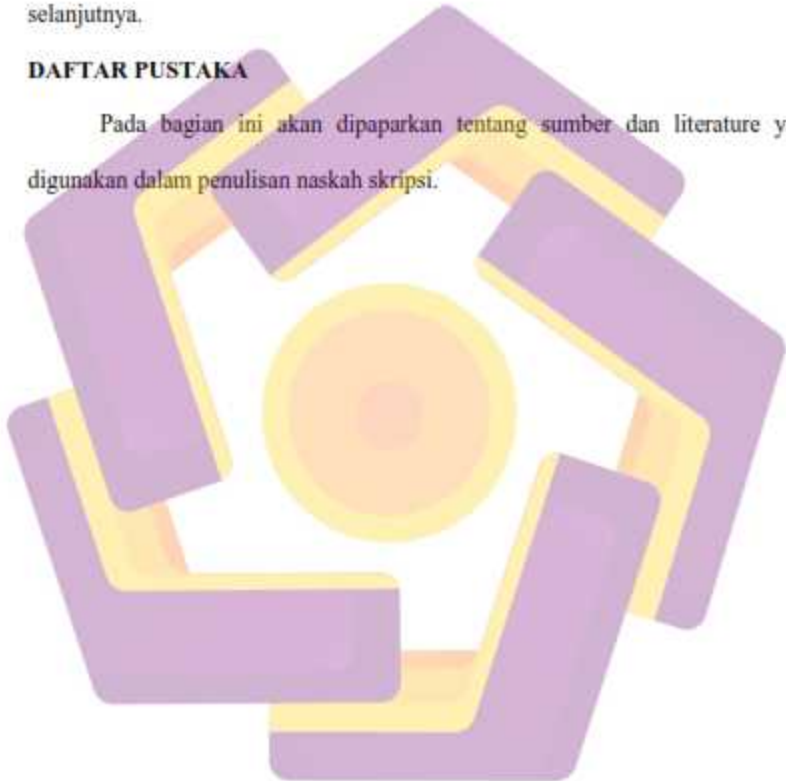 selanjutnya.
DAFTAR PUSTAKA
Pada bagian ini akan dipaparkan tentang sumber dan literature y
digunakan dalam penulisan naskah skripsi.